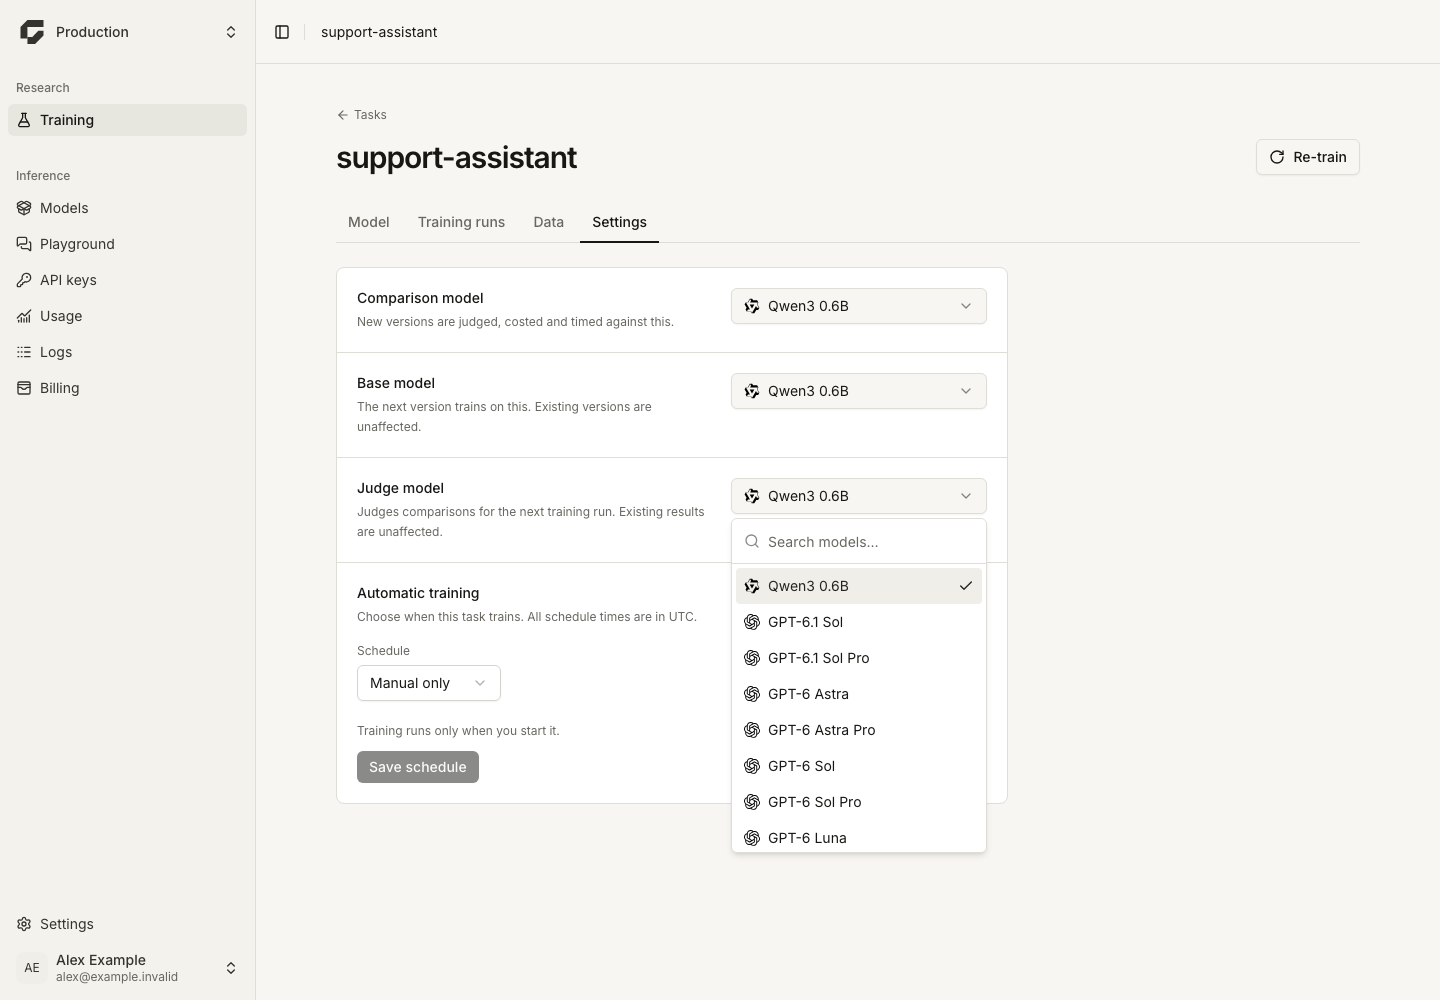 Production
support-assistant
Research
Training
Inference
Models
Playground
API keys
Usage
Logs
Billing
Settings
AE
Alex Example
alex@example.invalid
Tasks
support-assistant
Re-train
Model
Training runs
Data
Settings
Comparison model
New versions are judged, costed and timed against this.
Qwen3 0.6B
Base model
The next version trains on this. Existing versions are
unaffected.
Qwen3 0.6B
Judge model
Judges comparisons for the next training run. Existing results
are unaffected.
Qwen3 0.6B
Search models...
Qwen3 0.6B
GPT-6.1 Sol
GPT-6.1 Sol Pro
GPT-6 Astra
GPT-6 Astra Pro
GPT-6 Sol
GPT-6 Sol Pro
GPT-6 Luna
Automatic training
Choose when this task trains. All schedule times are in UTC.
Schedule
Manual only
Training runs only when you start it.
Save schedule